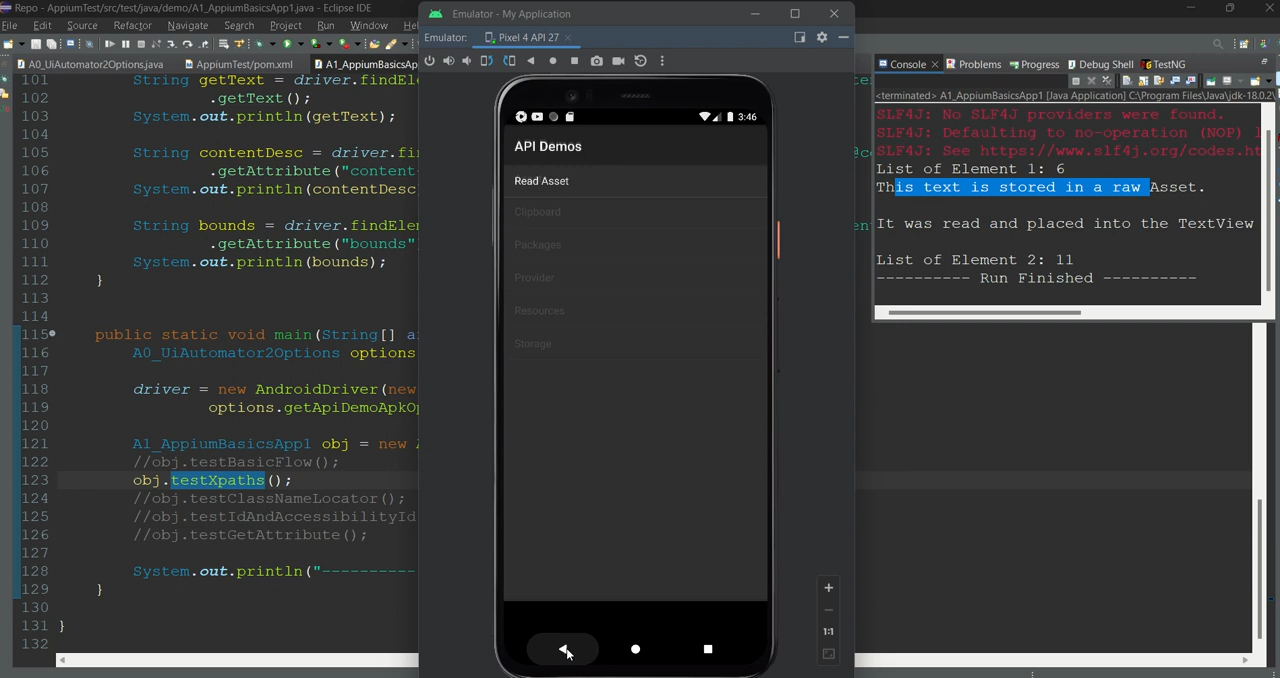 Repo - AppiumTest/src/test/java/demo/A1_AppiumBasicsApp1.java - Eclipse IDE
File Edit Source Refactor Navigate Search Project Run Window
A0_UiAutomator2Options.java AppiumTest/pom.xml A1_AppiumBasicsAp
101 String getText = driver.findEle
102 .getText();
103 System.out.println(getText);
104
105 String contentDesc = driver.fi
106 .getAttribute("content
107 System.out.println(contentDesc
108
109 String bounds = driver.findEle
110 .getAttribute("bounds"
111 System.out.println(bounds);
112 }
113
114
115 public static void main(String[] a
116 A0_UiAutomator2Options options
117
118 driver = new AndroidDriver(new
119 options.getApiDemoApkOp
120
121 A1_AppiumBasicsApp1 obj = new
122 //obj.testBasicFlow();
123 obj.testXpaths();
124 //obj.testClassNameLocator();
125 //obj.testIdAndAccessibilityId
126 //obj.testGetAttribute();
127
128 System.out.println("----------
129 }
130
131 }
132
Emulator - My Application
Emulator: Pixel 4 API 27
3:46
API Demos
Read Asset
Clipboard
Packages
Provider
Resources
Storage
1:1
Console Problems Progress Debug Shell TestNG
<terminated> A1_AppiumBasicsApp1 [Java Application] C:\Program Files\Java\jdk-18.0.2\
SLF4J: No SLF4J providers were found.
SLF4J: Defaulting to no-operation (NOP) l
SLF4J: See https://www.slf4j.org/codes.ht
List of Element 1: 6
This text is stored in a raw Asset.
It was read and placed into the TextView
List of Element 2: 11
---------- Run Finished ----------